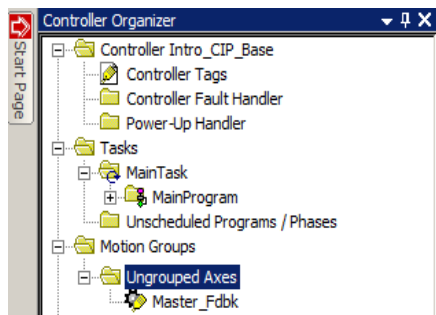 Controller Organizer
Start Page
Controller Intro_CIP_Base
Controller Tags
Controller Fault Handler
Power-Up Handler
Tasks
MainTask
MainProgram
Unscheduled Programs / Phases
Motion Groups
Ungrouped Axes
Master_Fdbk